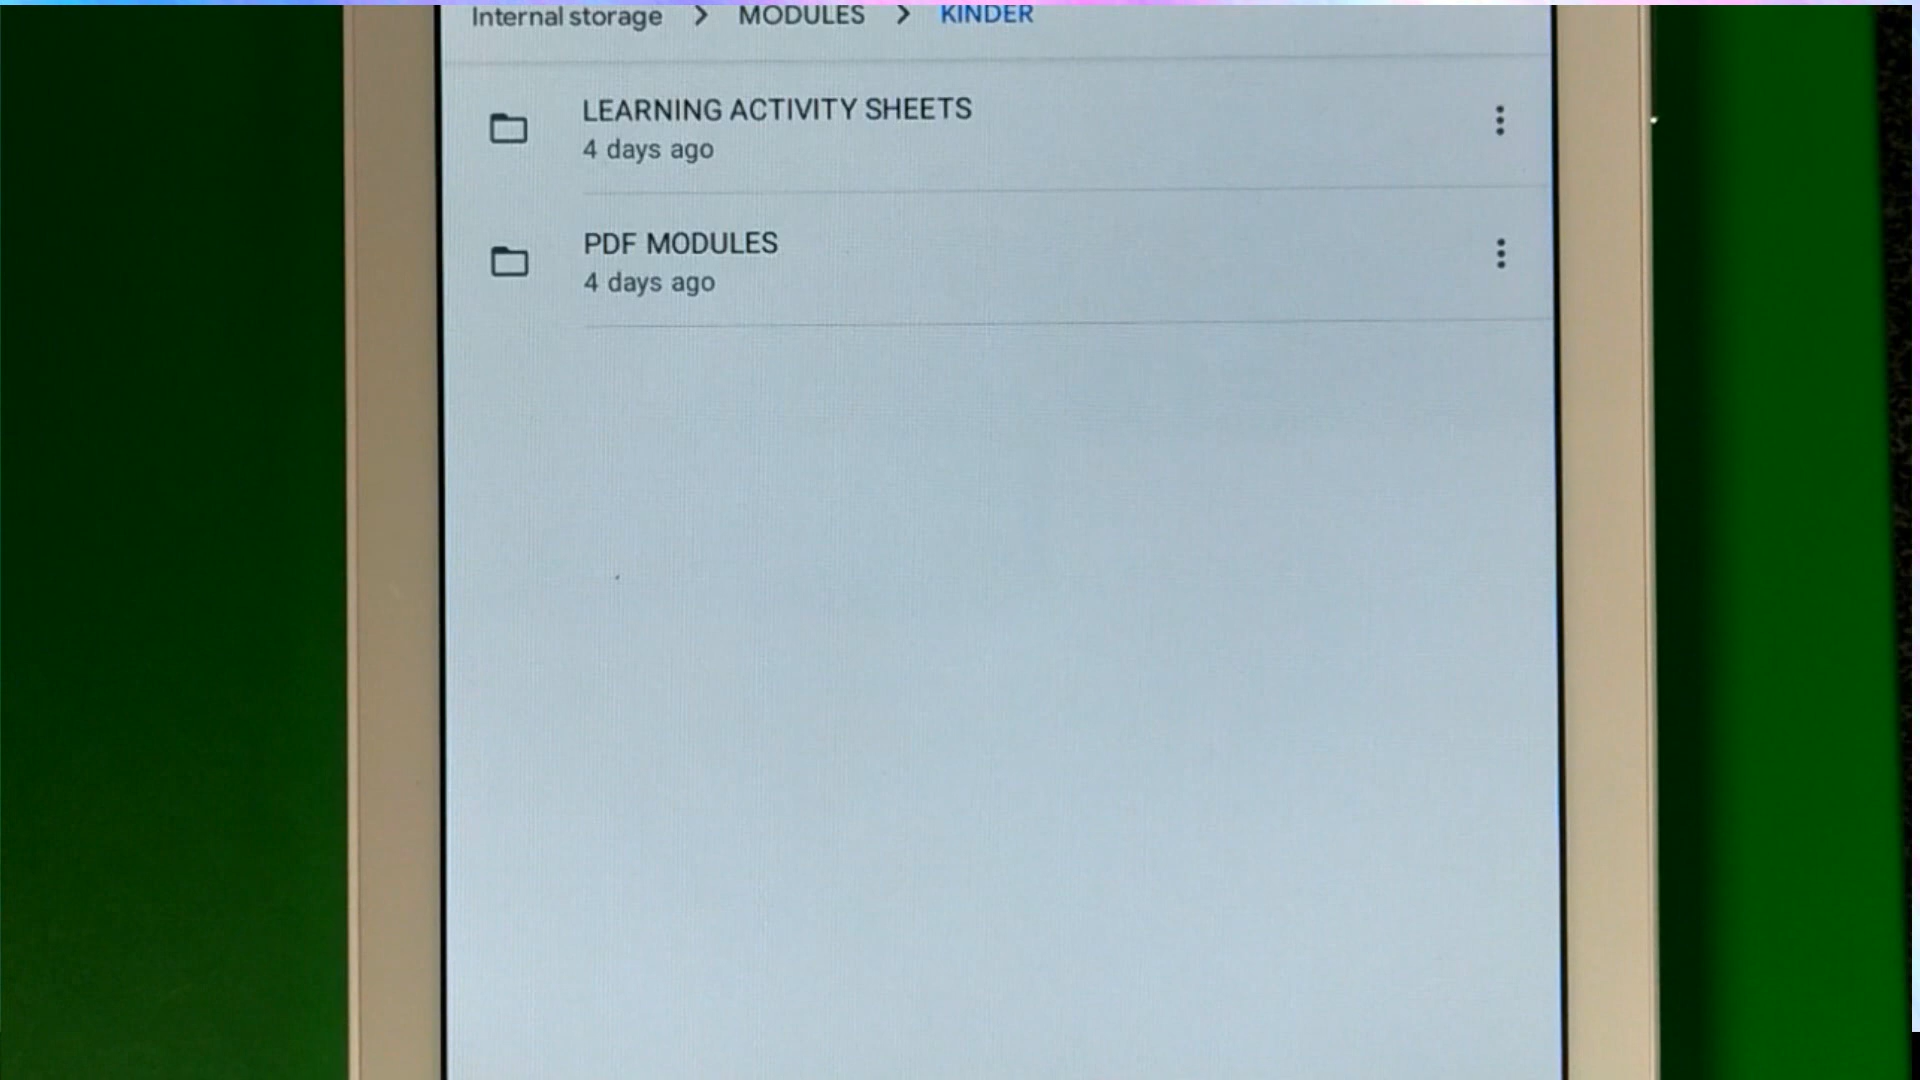 Internal storage > MODULES > KINDER
LEARNING ACTIVITY SHEETS
4 days ago
PDF MODULES
4 days ago